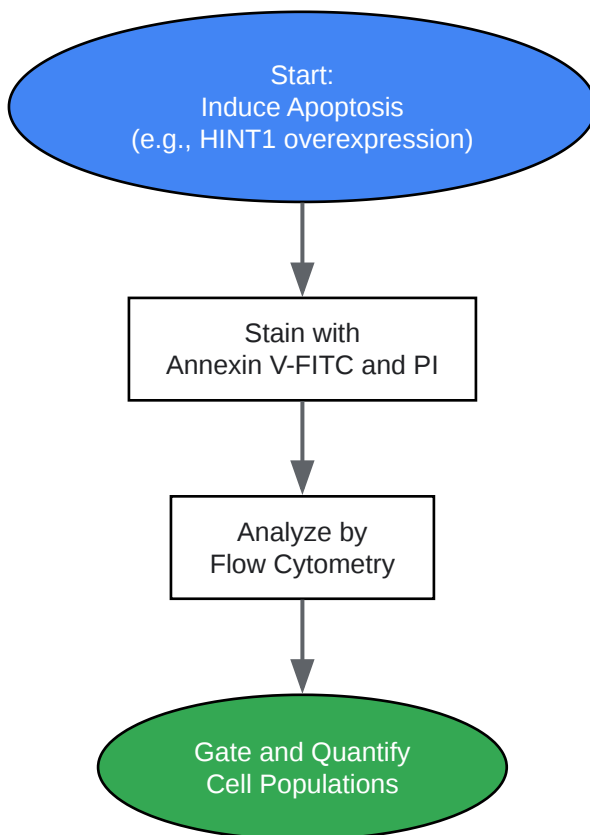 Start:
Induce Apoptosis
(e.g., HINT1 overexpression)
Stain with
Annexin V-FITC and PI
Analyze by
Flow Cytometry
Gate and Quantify
Cell Populations